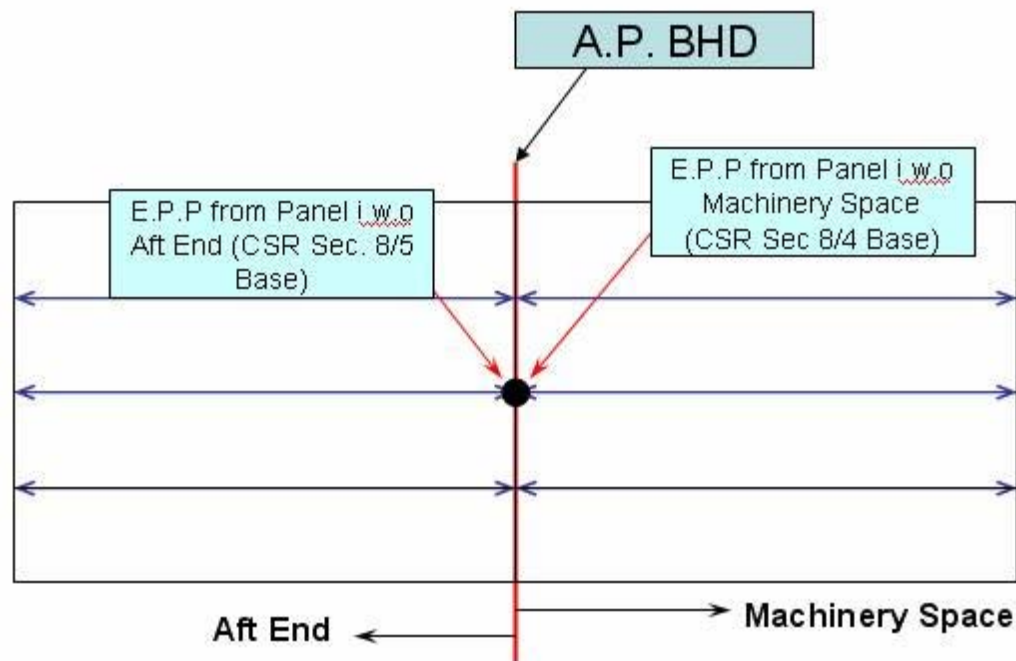 A.P. BHD
E.P.P from Panel i.w.o
Aft End (CSR Sec. 8/5
Base)
E.P.P from Panel i.w.o
Machinery Space
(CSR Sec 8/4 Base)
Aft End
Machinery Space